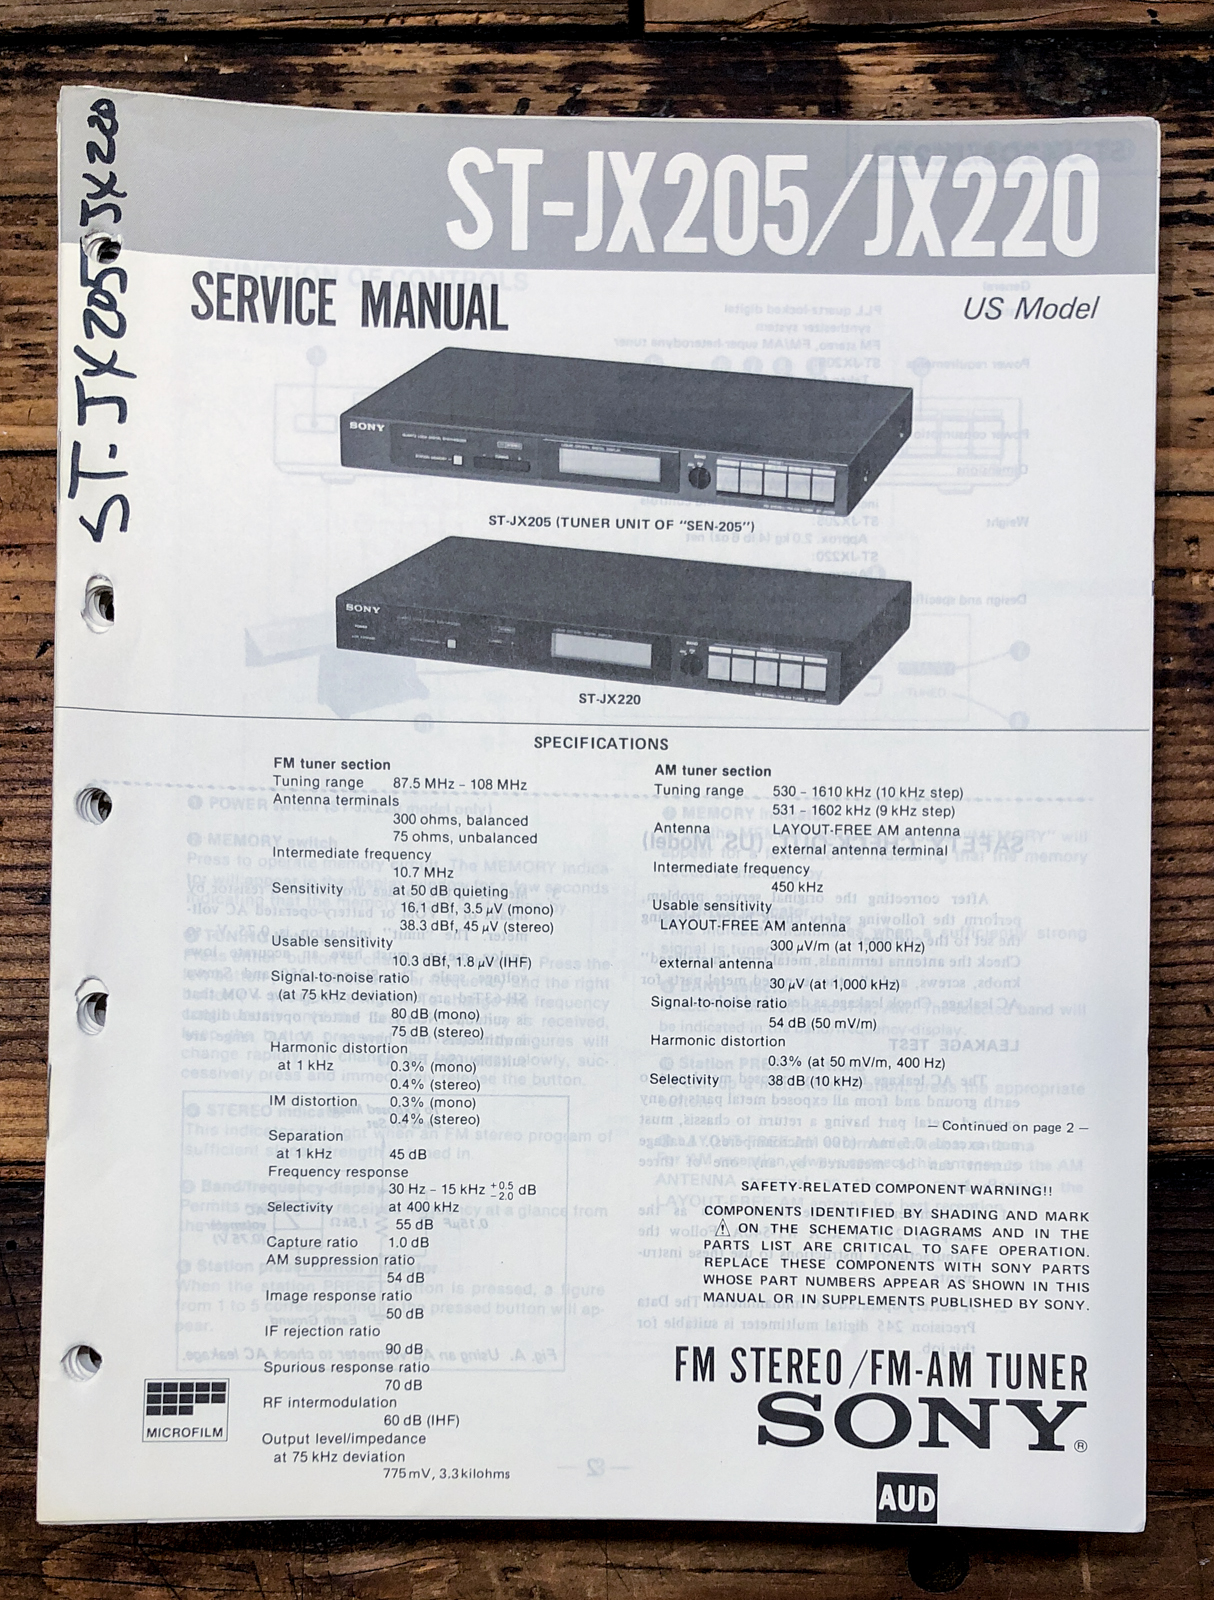 ST-JX205 JX220
ST-JX205/JX220
SERVICE MANUAL
US Model
SONY
ST-JX205 (TUNER UNIT OF "SEN-205")
SONY
ST-JX220
SPECIFICATIONS
FM tuner section
Tuning range 87.5 MHz – 108 MHz
Antenna terminals
300 ohms, balanced
75 ohms, unbalanced
Intermediate frequency
10.7 MHz
Sensitivity at 50 dB quieting
16.1 dBf, 3.5 μV (mono)
38.3 dBf, 45 μV (stereo)
Usable sensitivity
10.3 dBf, 1.8 μV (IHF)
Signal-to-noise ratio
(at 75 kHz deviation)
80 dB (mono)
75 dB (stereo)
Harmonic distortion
at 1 kHz 0.3% (mono)
0.4% (stereo)
IM distortion 0.3% (mono)
0.4% (stereo)
Separation
at 1 kHz 45 dB
Frequency response
30 Hz – 15 kHz +0.5 −2.0 dB
Selectivity at 400 kHz
55 dB
Capture ratio 1.0 dB
AM suppression ratio
54 dB
Image response ratio
50 dB
IF rejection ratio
90 dB
Spurious response ratio
70 dB
RF intermodulation
60 dB (IHF)
Output level/impedance
at 75 kHz deviation
775 mV, 3.3 kilohms
AM tuner section
Tuning range 530 – 1610 kHz (10 kHz step)
531 – 1602 kHz (9 kHz step)
Antenna LAYOUT-FREE AM antenna
external antenna terminal
Intermediate frequency
450 kHz
Usable sensitivity
LAYOUT-FREE AM antenna
300 μV/m (at 1,000 kHz)
external antenna
30 μV (at 1,000 kHz)
Signal-to-noise ratio
54 dB (50 mV/m)
Harmonic distortion
0.3% (at 50 mV/m, 400 Hz)
Selectivity 38 dB (10 kHz)
— Continued on page 2 —
SAFETY-RELATED COMPONENT WARNING!!
COMPONENTS IDENTIFIED BY SHADING AND MARK
⚠ ON THE SCHEMATIC DIAGRAMS AND IN THE
PARTS LIST ARE CRITICAL TO SAFE OPERATION.
REPLACE THESE COMPONENTS WITH SONY PARTS
WHOSE PART NUMBERS APPEAR AS SHOWN IN THIS
MANUAL OR IN SUPPLEMENTS PUBLISHED BY SONY.
MICROFILM
FM STEREO/FM-AM TUNER
SONY®
AUD